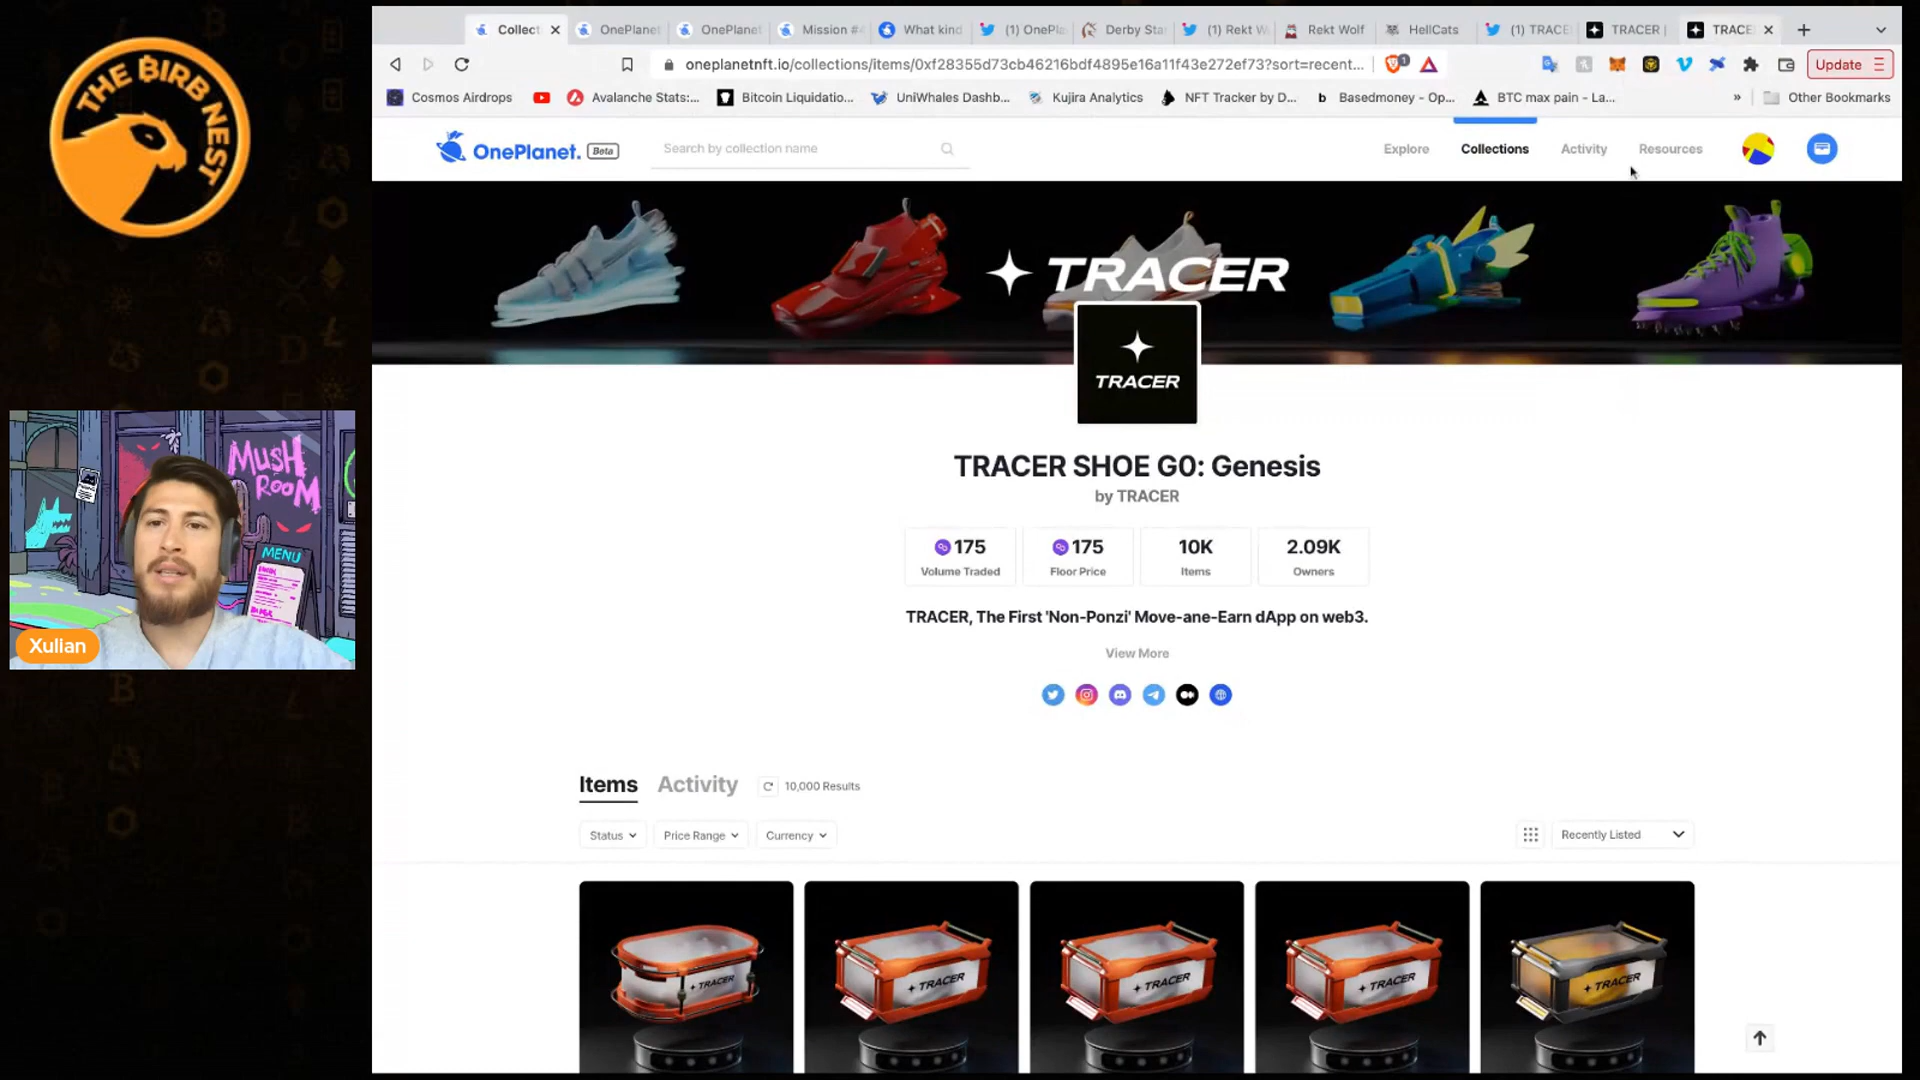 THE ₿IRB NEST
Collect
OnePlanet
OnePlanet
Mission #4
What kind
(1) OnePla
Derby Sta
(1) Rekt W
Rekt Wolf
HellCats
(1) TRACE
TRACER |
TRACE
oneplanetnft.io/collections/items/0xf28355d73cb46216bdf4895e16a11f43e272ef73?sort=recent...
1
Update
Cosmos Airdrops
Avalanche Stats:...
Bitcoin Liquidatio...
UniWhales Dashb...
Kujira Analytics
NFT Tracker by D...
b Basedmoney - Op...
BTC max pain - La...
»
Other Bookmarks
OnePlanet. Beta
Search by collection name
Explore
Collections
Activity
Resources
TRACER
TRACER
TRACER SHOE G0: Genesis
by TRACER
175
Volume Traded
175
Floor Price
10K
Items
2.09K
Owners
TRACER, The First 'Non-Ponzi' Move-ane-Earn dApp on web3.
View More
Items
Activity
10,000 Results
Status
Price Range
Currency
Recently Listed
TRACER
TRACER
TRACER
TRACER
TRACER
MUSH
ROOM
MENU
Xulian